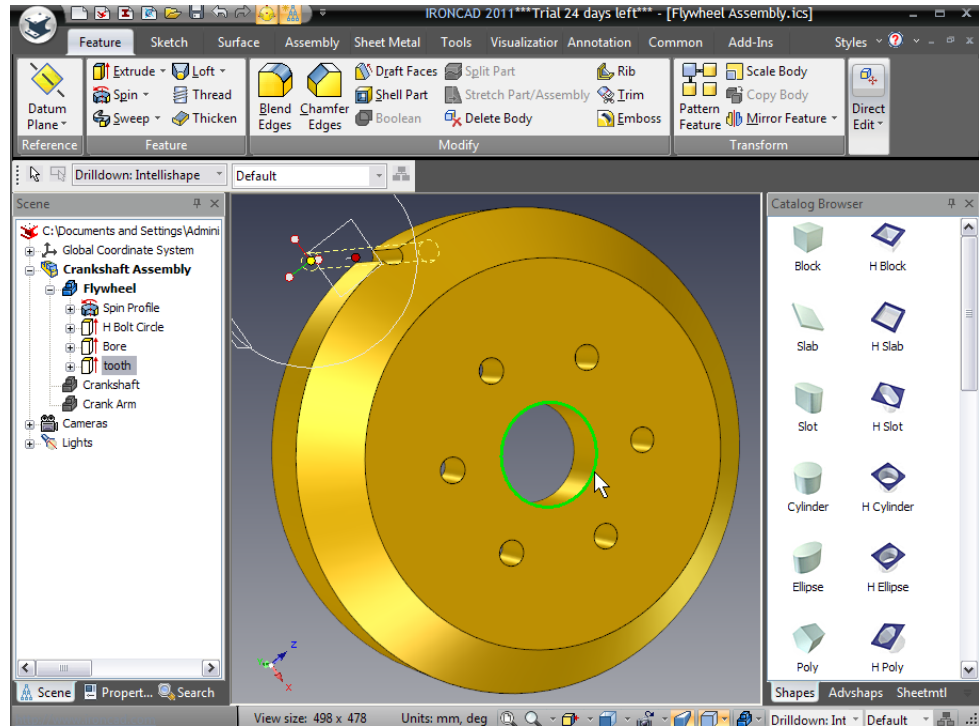 IRONCAD 2011***Trial 24 days left*** - [Flywheel Assembly.ics]
Feature Sketch Surface Assembly Sheet Metal Tools Visualization Annotation Common Add-Ins Styles
Datum Plane
Extrude Loft
Spin Thread
Sweep Thicken
Blend Edges
Chamfer Edges
Draft Faces Split Part Rib
Shell Part Stretch Part/Assembly Trim
Boolean Delete Body Emboss
Pattern Feature
Scale Body
Copy Body
Mirror Feature
Direct Edit
Reference Feature Modify Transform
Drilldown: Intellishape Default
Scene
C:\Documents and Settings\Admini
Global Coordinate System
Crankshaft Assembly
Flywheel
Spin Profile
H Bolt Circle
Bore
tooth
Crankshaft
Crank Arm
Cameras
Lights
Scene Propert... Search
z
x
Catalog Browser
Block H Block
Slab H Slab
Slot H Slot
Cylinder H Cylinder
Ellipse H Ellipse
Poly H Poly
Shapes Advshaps Sheetmtl
View size: 498 x 478 Units: mm, deg Drilldown: Int Default